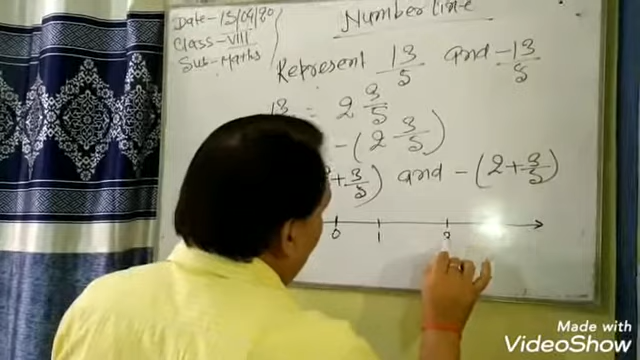 Date- 15/09/20
Class- VIII
Sub- Maths
Number line
Represent 13/5 and -13/5
13 = 2 3/5
-(2 3/5)
+3/5) and -(2+3/5)
0 1 2
Made with
VideoShow